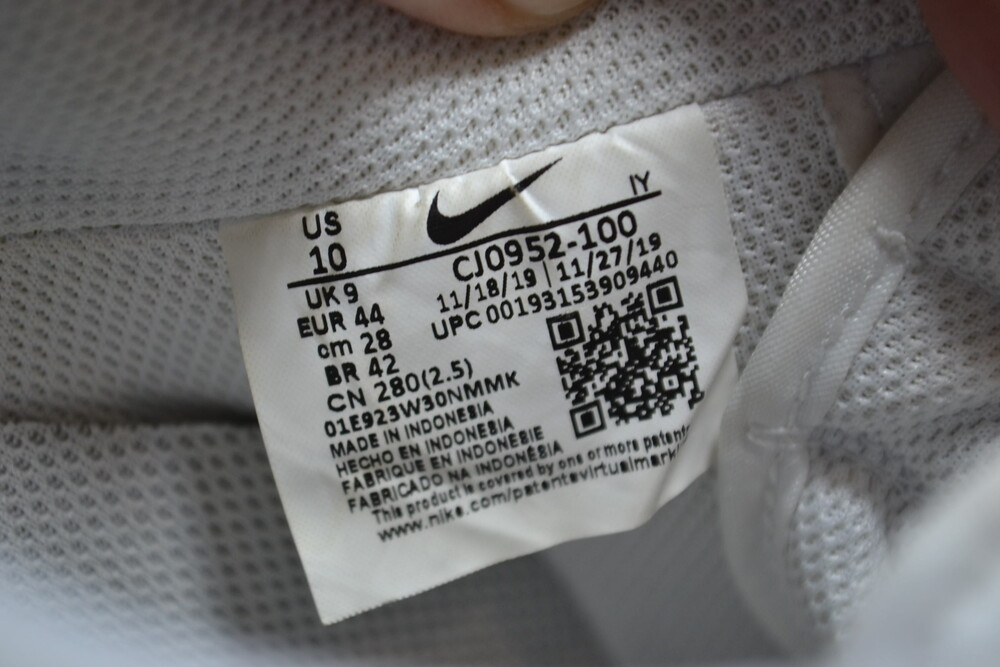 US
10
IY
UK 9
CJ0952-100
EUR 44
11/18/19 | 11/27/19
cm 28
UPC 00193153909440
BR 42
CN 280(2.5)
01E923W30NMMK
MADE IN INDONESIA
HECHO EN INDONESIA
FABRIQUE EN INDONESIE
FABRICADO NA INDONÉSIA
This product is covered by one or more patents
www.nike.com/patentsvirtualmark